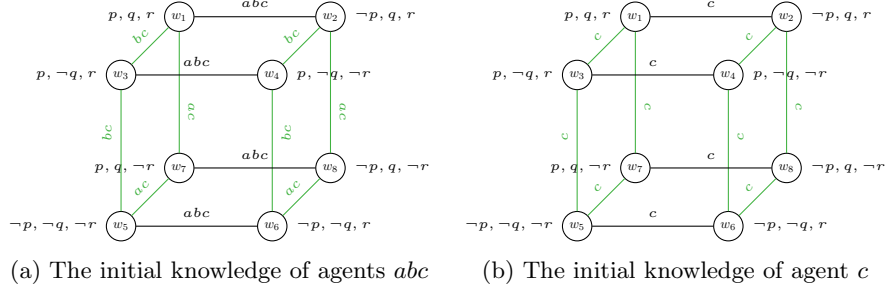 abc
p, q, r w₁ w₂ ¬p, q, r
bc bc
abc
p, ¬q, r w₃ w₄ p, ¬q, ¬r
bc ac bc ac
abc
p, q, ¬r w₇ w₈ ¬p, q, ¬r
ac ac
abc
¬p, ¬q, ¬r w₅ w₆ ¬p, ¬q, r
(a) The initial knowledge of agents abc
c
p, q, r w₁ w₂ ¬p, q, r
c c
c
p, ¬q, r w₃ w₄ p, ¬q, ¬r
c c c c
c
p, q, ¬r w₇ w₈ ¬p, q, ¬r
c c
c
¬p, ¬q, ¬r w₅ w₆ ¬p, ¬q, r
(b) The initial knowledge of agent c